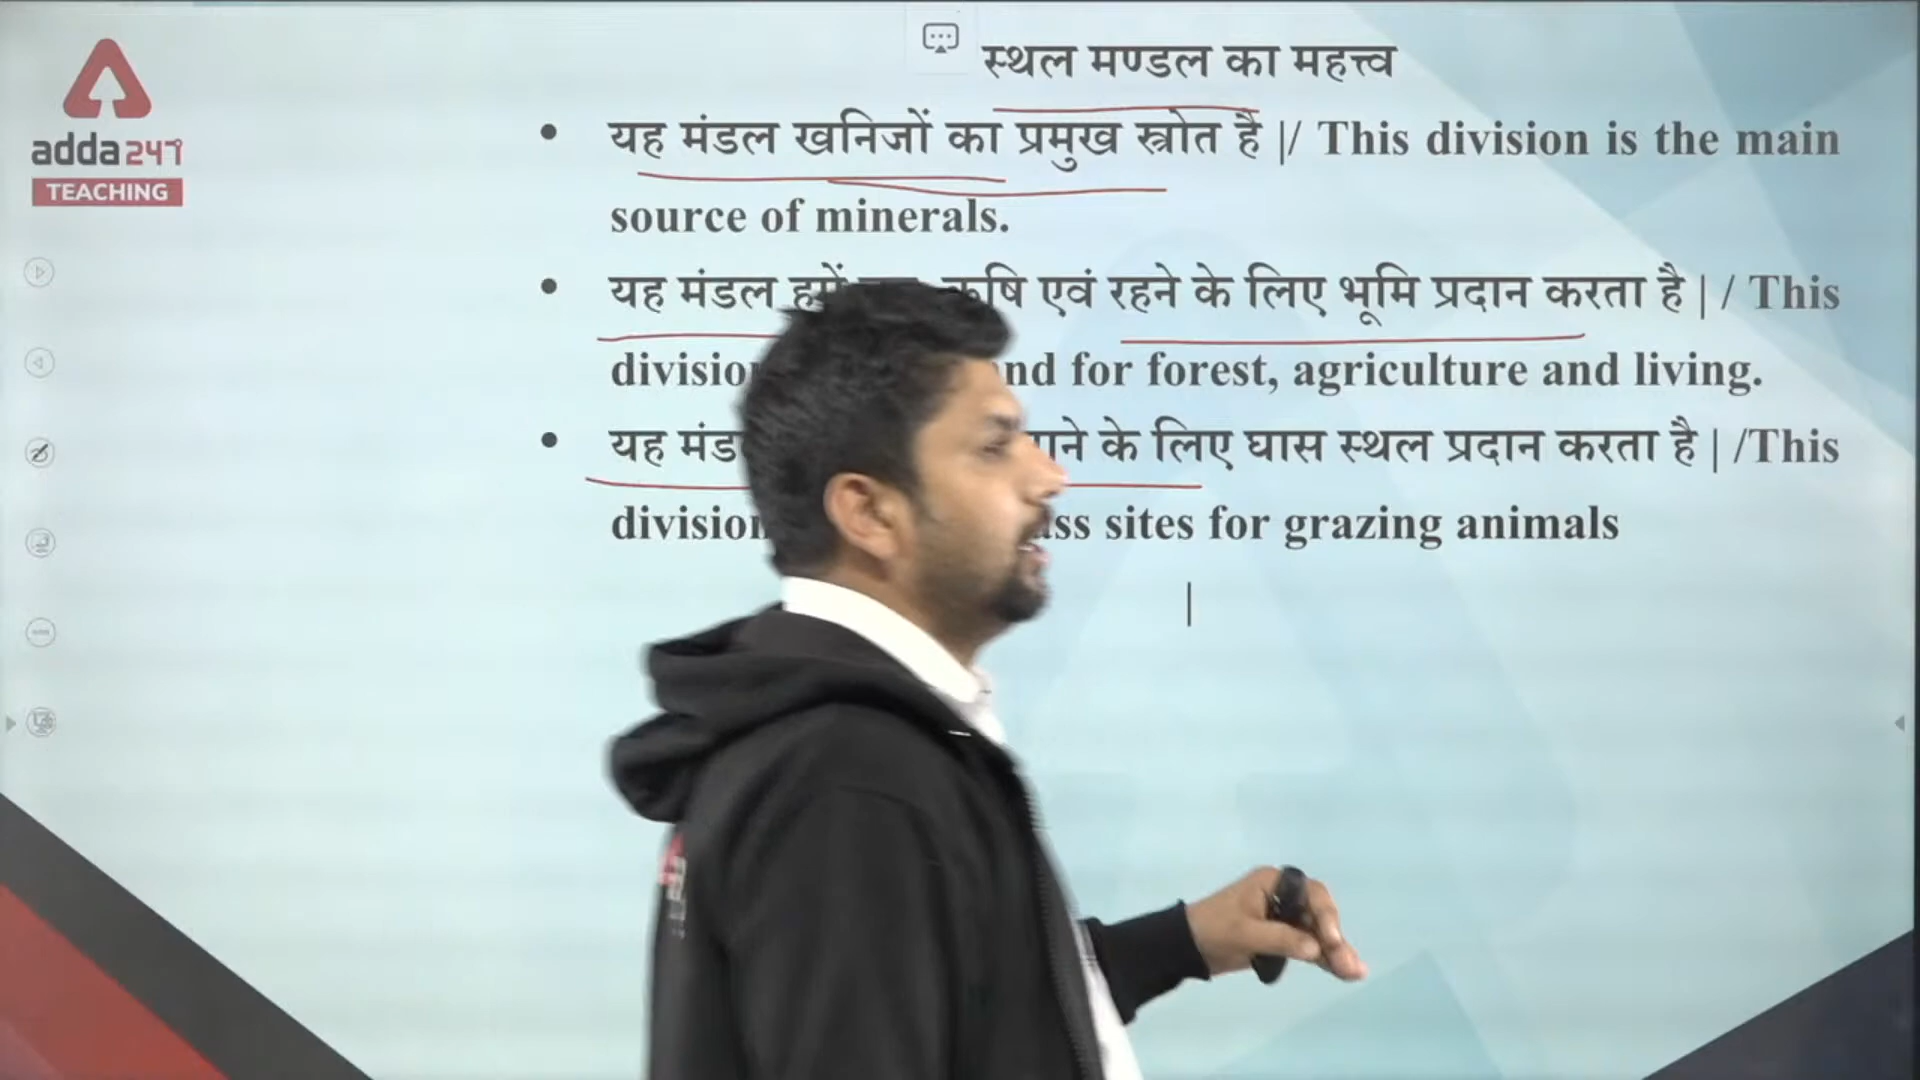 adda247
TEACHING
स्थल मण्डल का महत्त्व
यह मंडल खनिजों का प्रमुख स्त्रोत है |/ This division is the main
source of minerals.
यह मंडल हमें एवं रहने के लिए भूमि प्रदान करता है | / This
for forest, agriculture and living.
यह के लिए घास स्थल प्रदान करता है | /This
division sites for grazing animals
|